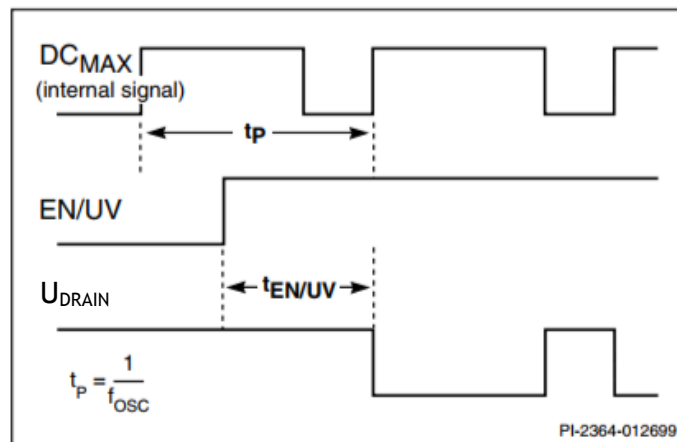 DCMAX
(internal signal)
tP
EN/UV
tEN/UV
UDRAIN
tP = 1/fOSC
PI-2364-012699